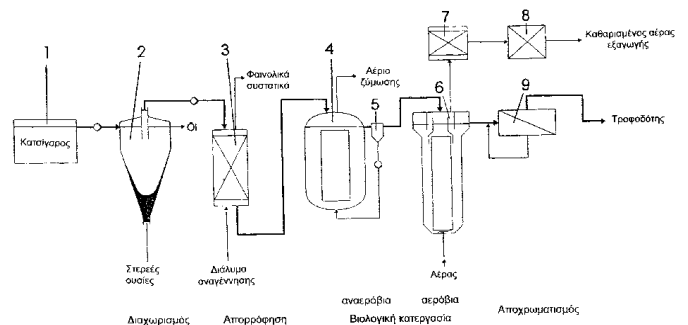 1
2
3
4
5
6
7
8
9
Κατσίγαρος
Οί
Φαινολικά
συστατικά
Αέριο
ζύμωσης
Καθαρισμένος αέρας
εξαγωγής
Τροφοδότης
Στερεές
ουσίες
Διάλυμα
αναγέννησης
Αέρας
αναερόβια
αερόβια
Διαχωρισμός
Απορρόφηση
Βιολογική κατεργασία
Αποχρωματισμός